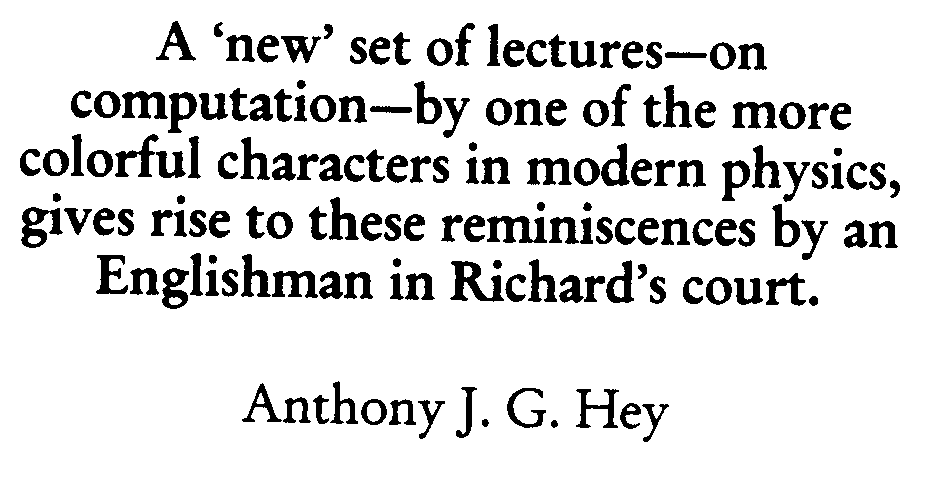 A ‘new’ set of lectures—on
computation—by one of the more
colorful characters in modern physics,
gives rise to these reminiscences by an
Englishman in Richard’s court.
Anthony J. G. Hey